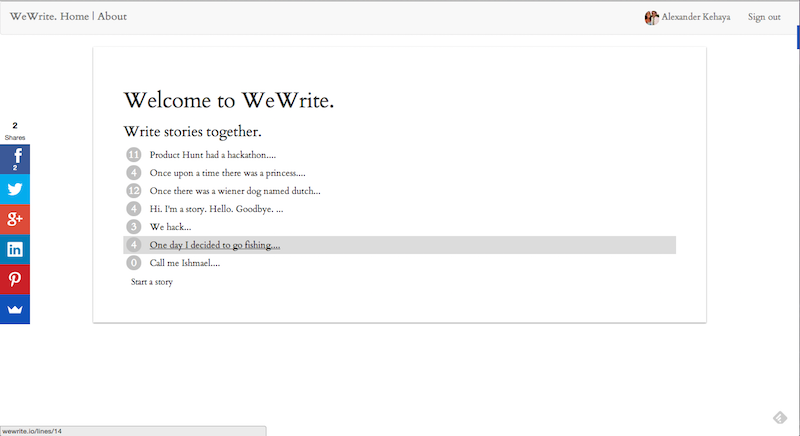 WeWrite. Home | About
Alexander Kehaya Sign out
2
Shares
2
Welcome to WeWrite.
Write stories together.
11 Product Hunt had a hackathon....
4 Once upon a time there was a princess....
12 Once there was a wiener dog named dutch...
4 Hi. I'm a story. Hello. Goodbye. ...
3 We hack...
4 One day I decided to go fishing....
0 Call me Ishmael....
Start a story
wewrite.io/lines/14